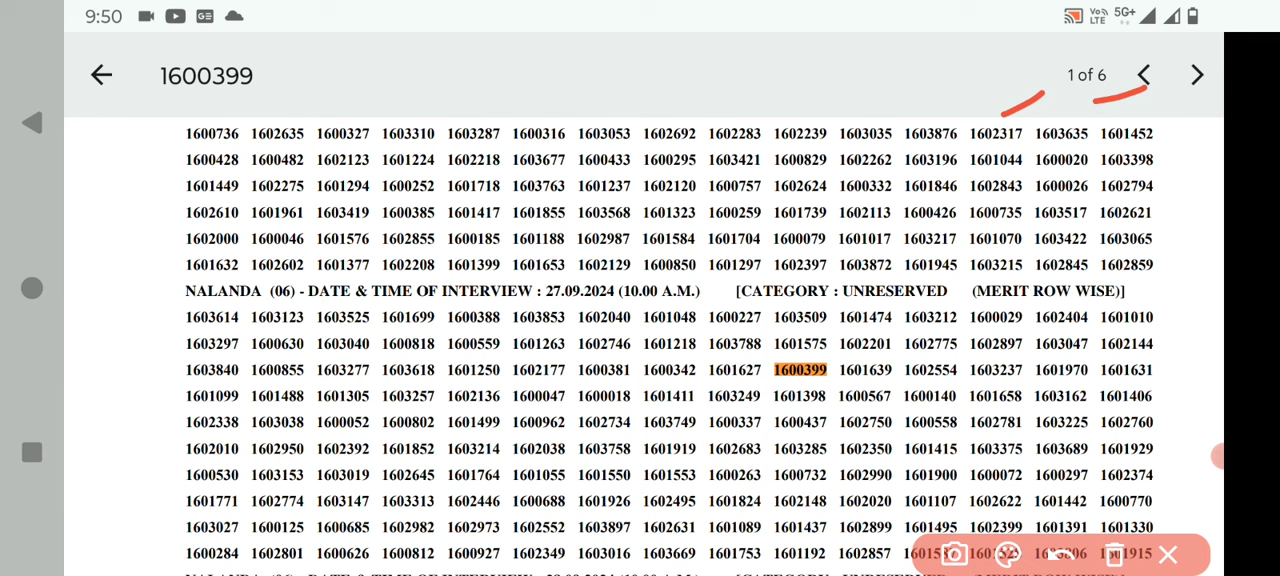 9:50 Vo)) LTE 5G+
1600399 1 of 6
1600736 1602635 1600327 1603310 1603287 1600316 1603053 1602692 1602283 1602239 1603035 1603876 1602317 1603635 1601452
1600428 1600482 1602123 1601224 1602218 1603677 1600433 1600295 1603421 1600829 1602262 1603196 1601044 1600020 1603398
1601449 1602275 1601294 1600252 1601718 1603763 1601237 1602120 1600757 1602624 1600332 1601846 1602843 1600026 1602794
1602610 1601961 1603419 1600385 1601417 1601855 1603568 1601323 1600259 1601739 1602113 1600426 1600735 1603517 1602621
1602000 1600046 1601576 1602855 1600185 1601188 1602987 1601584 1601704 1600079 1601017 1603217 1601070 1603422 1603065
1601632 1602602 1601377 1602208 1601399 1601653 1602129 1600850 1601297 1602397 1603872 1601945 1603215 1602845 1602859
NALANDA (06) - DATE & TIME OF INTERVIEW : 27.09.2024 (10.00 A.M.) [CATEGORY : UNRESERVED (MERIT ROW WISE)]
1603614 1603123 1603525 1601699 1600388 1603853 1602040 1601048 1600227 1603509 1601474 1603212 1600029 1602404 1601010
1603297 1600630 1603040 1600818 1600559 1601263 1602746 1601218 1603788 1601575 1602201 1602775 1602897 1603047 1602144
1603840 1600855 1603277 1603618 1601250 1602177 1600381 1600342 1601627 1600399 1601639 1602554 1603237 1601970 1601631
1601099 1601488 1601305 1603257 1602136 1600047 1600018 1601411 1603249 1601398 1600567 1600140 1601658 1603162 1601406
1602338 1603038 1600052 1600802 1601499 1600962 1602734 1603749 1600337 1600437 1602750 1600558 1602781 1603225 1602760
1602010 1602950 1602392 1601852 1603214 1602038 1603758 1601919 1602683 1603285 1602350 1601415 1603375 1603689 1601929
1600530 1603153 1603019 1602645 1601764 1601055 1601550 1601553 1600263 1600732 1602990 1601900 1600072 1600297 1602374
1601771 1602774 1603147 1603313 1602446 1600688 1601926 1602495 1601824 1602148 1602020 1601107 1602622 1601442 1600770
1603027 1600125 1600685 1602982 1602973 1602552 1603897 1602631 1601089 1601437 1602899 1601495 1602399 1601391 1601330
1600284 1602801 1600626 1600812 1600927 1602349 1603016 1603669 1601753 1601192 1602857